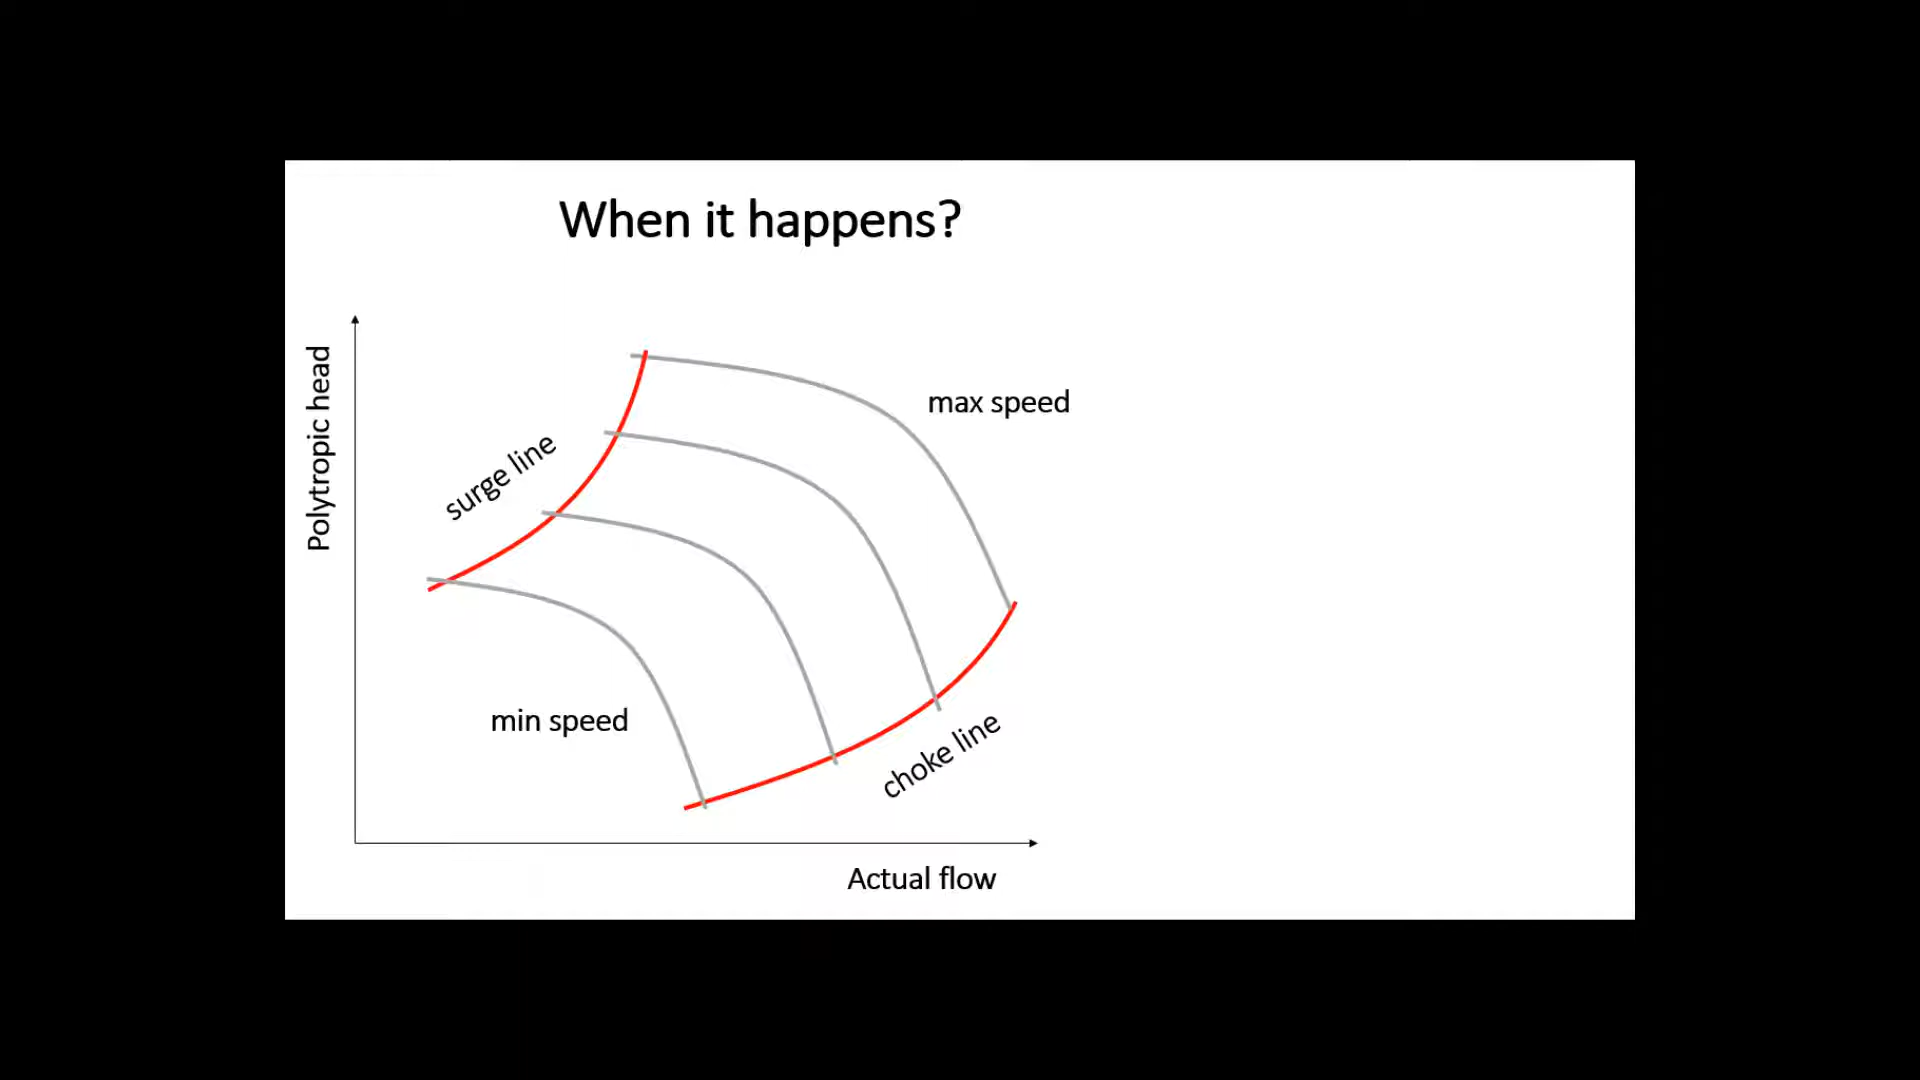 When it happens?
Polytropic head
max speed
surge line
min speed
choke line
Actual flow